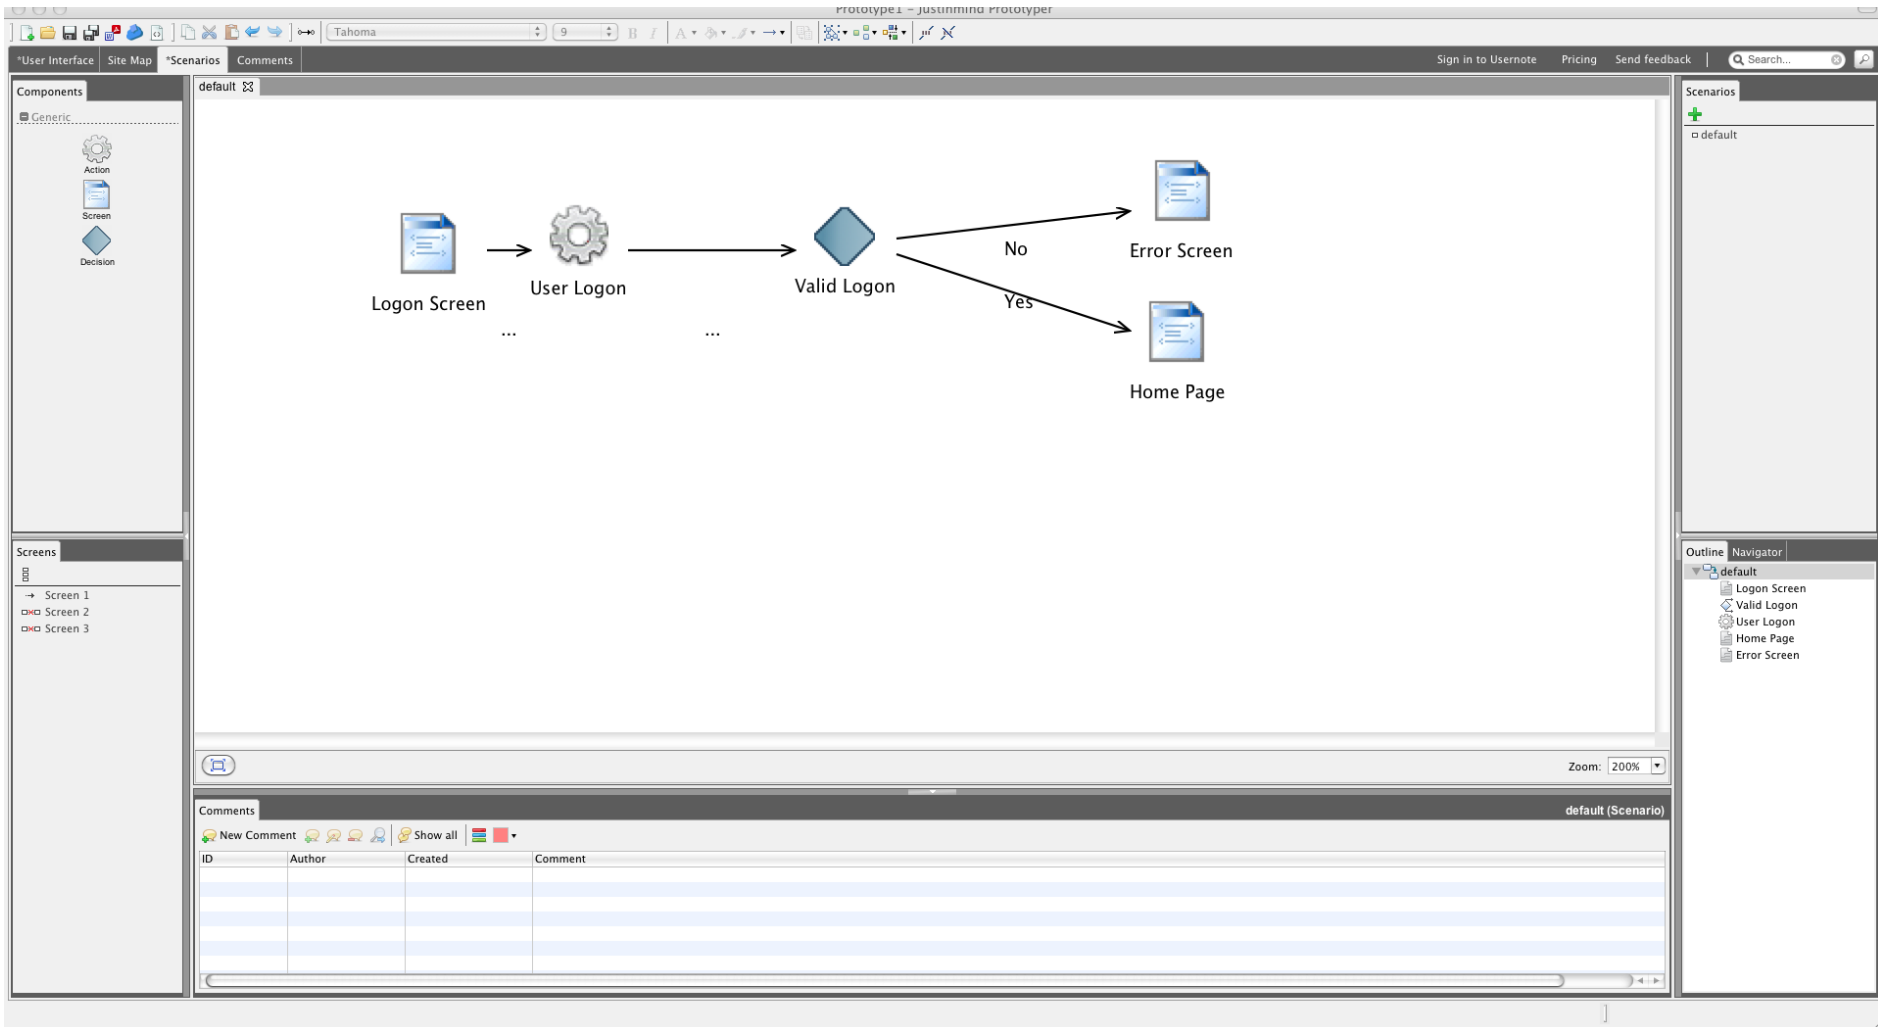 Prototype1 – Justinmind Prototyper
Tahoma 9 B I A
*User Interface Site Map *Scenarios Comments Sign in to Usernote Pricing Send feedback Search...
Components
Generic
Action
Screen
Decision
Screens
Screen 1
Screen 2
Screen 3
default
Logon Screen
User Logon
Valid Logon
No
Yes
Error Screen
Home Page
...
...
Zoom: 200%
Comments default (Scenario)
New Comment Show all
ID Author Created Comment
Scenarios
default
Outline Navigator
default
Logon Screen
Valid Logon
User Logon
Home Page
Error Screen